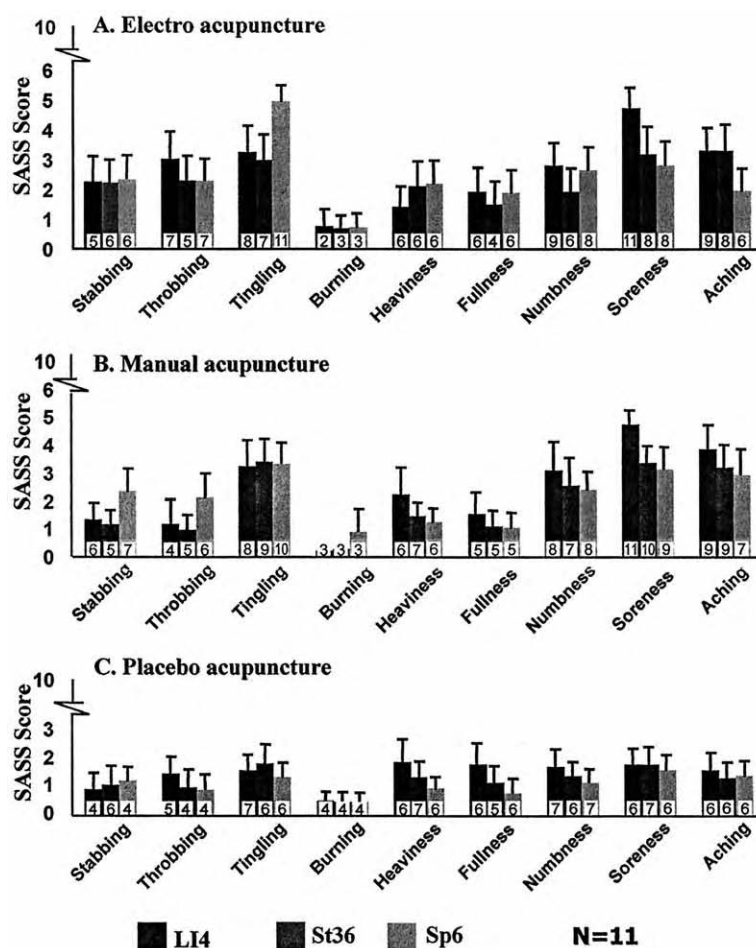 A. Electro acupuncture
10
6
5
4
3
2
1
0
SASS Score
5 6 6 7 5 7 8 7 11 2 3 3 6 6 6 6 4 6 9 6 8 11 8 8 9 8 6
Stabbing Throbbing Tingling Burning Heaviness Fullness Numbness Soreness Aching
B. Manual acupuncture
10
6
5
4
3
2
1
0
SASS Score
6 5 7 4 5 6 8 9 10 3 3 3 6 7 6 5 5 5 8 7 8 11 10 9 9 9 7
Stabbing Throbbing Tingling Burning Heaviness Fullness Numbness Soreness Aching
C. Placebo acupuncture
10
3
2
1
0
SASS Score
4 6 4 5 4 4 7 6 6 4 4 4 6 7 6 6 5 6 7 6 7 6 7 6 6 6 6
Stabbing Throbbing Tingling Burning Heaviness Fullness Numbness Soreness Aching
LI4 St36 Sp6 N=11